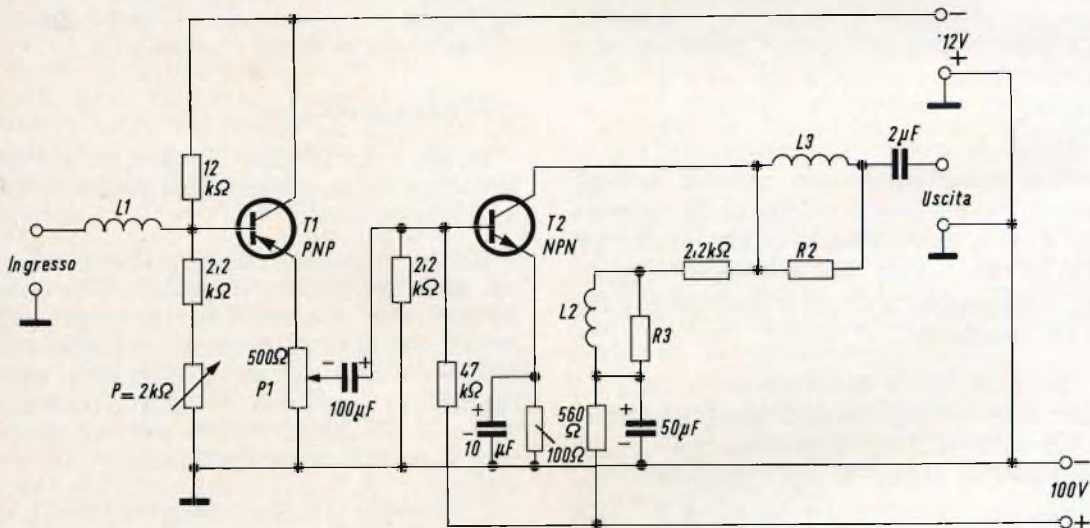 −
12V
+
L3
2µF
12
kΩ
L1
T1
PNP
T2
NPN
Uscita
Ingresso
2,2
kΩ
2,2
kΩ
2,2kΩ
R2
L2
R3
500Ω
P1
− +
100µF
P=2kΩ
47
kΩ
+
−
10 µF
100Ω
560
Ω
+
−
50µF
−
100V
+